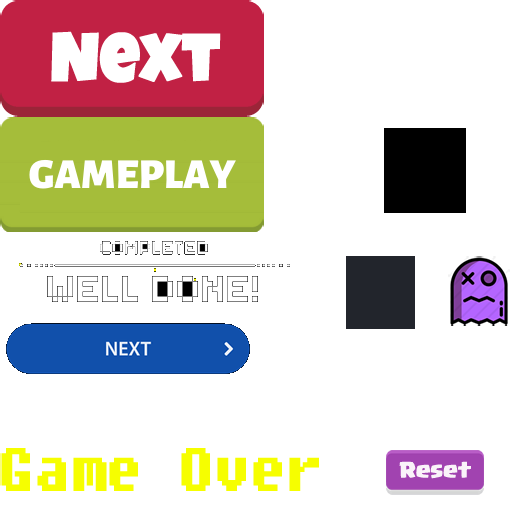 Next
GAMEPLAY
COMPLETED
WELL DONE!
NEXT
Game Over
Reset